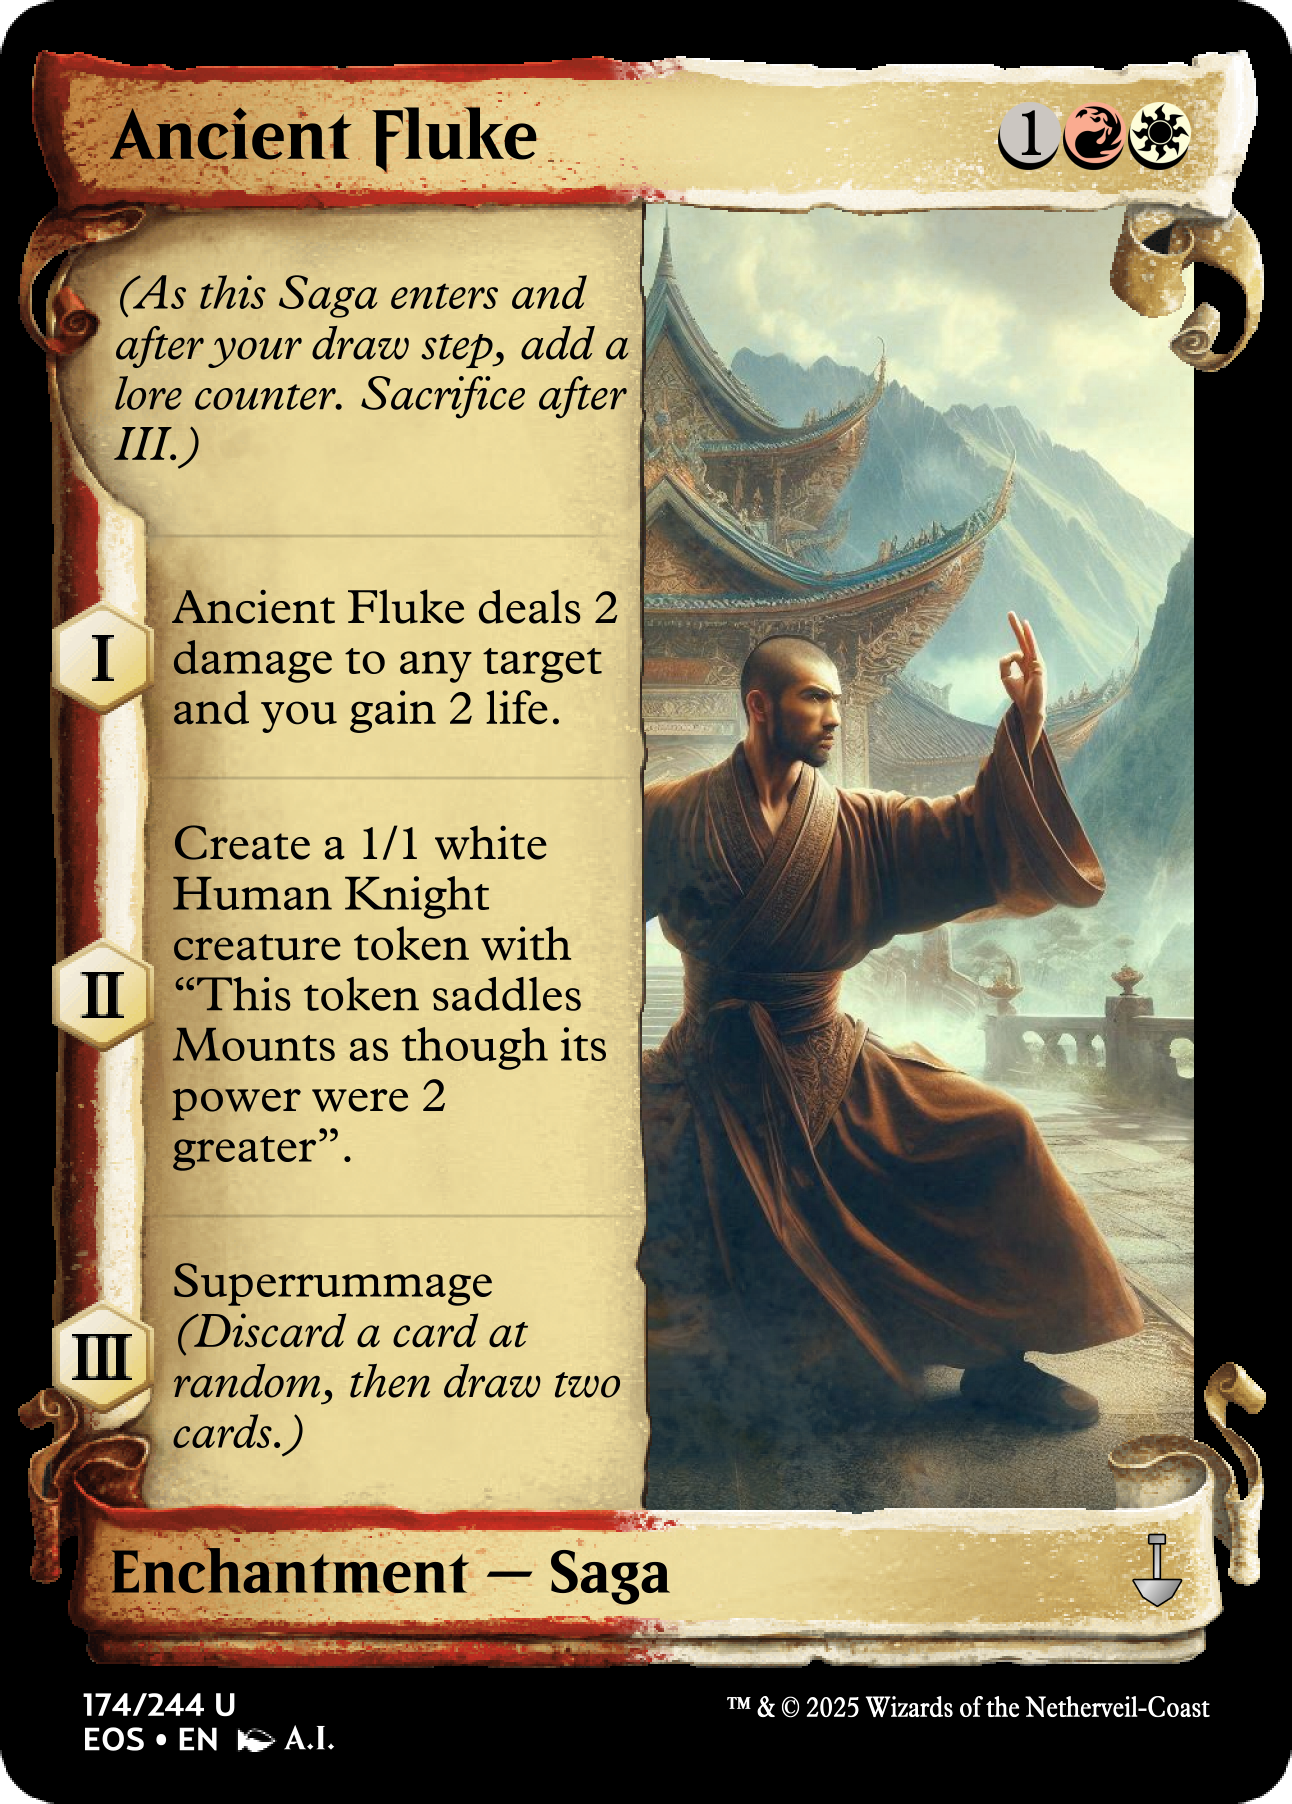 Ancient Fluke
1
(As this Saga enters and
after your draw step, add a
lore counter. Sacrifice after
III.)
I
Ancient Fluke deals 2
damage to any target
and you gain 2 life.
II
Create a 1/1 white
Human Knight
creature token with
“This token saddles
Mounts as though its
power were 2
greater”.
III
Superrummage
(Discard a card at
random, then draw two
cards.)
Enchantment — Saga
174/244 U
EOS • EN A.I.
™ & © 2025 Wizards of the Netherveil-Coast